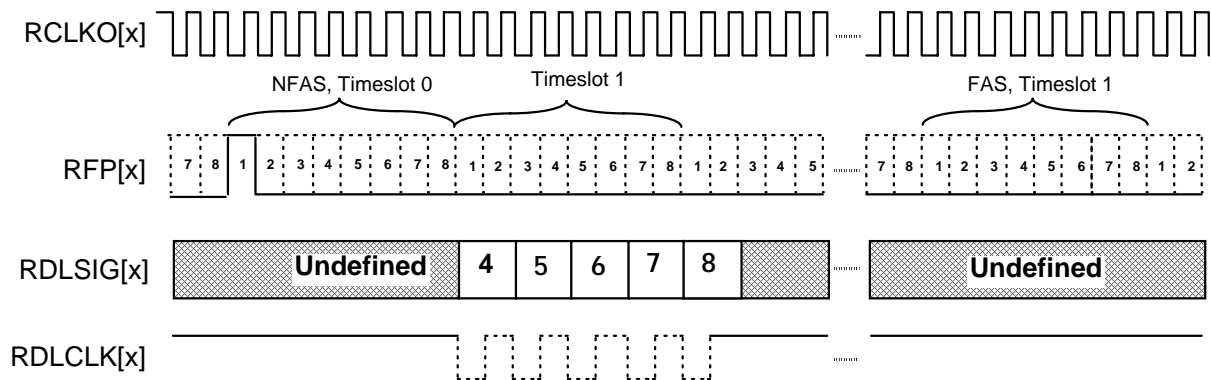 RCLKO[x]
NFAS, Timeslot 0
Timeslot 1
FAS, Timeslot 1
RFP[x]
7 8 1 2 3 4 5 6 7 8 1 2 3 4 5 6 7 8 1 2 3 4 5
7 8 1 2 3 4 5 6 7 8 1 2
RDLSIG[x]
Undefined 4 5 6 7 8
Undefined
RDLCLK[x]